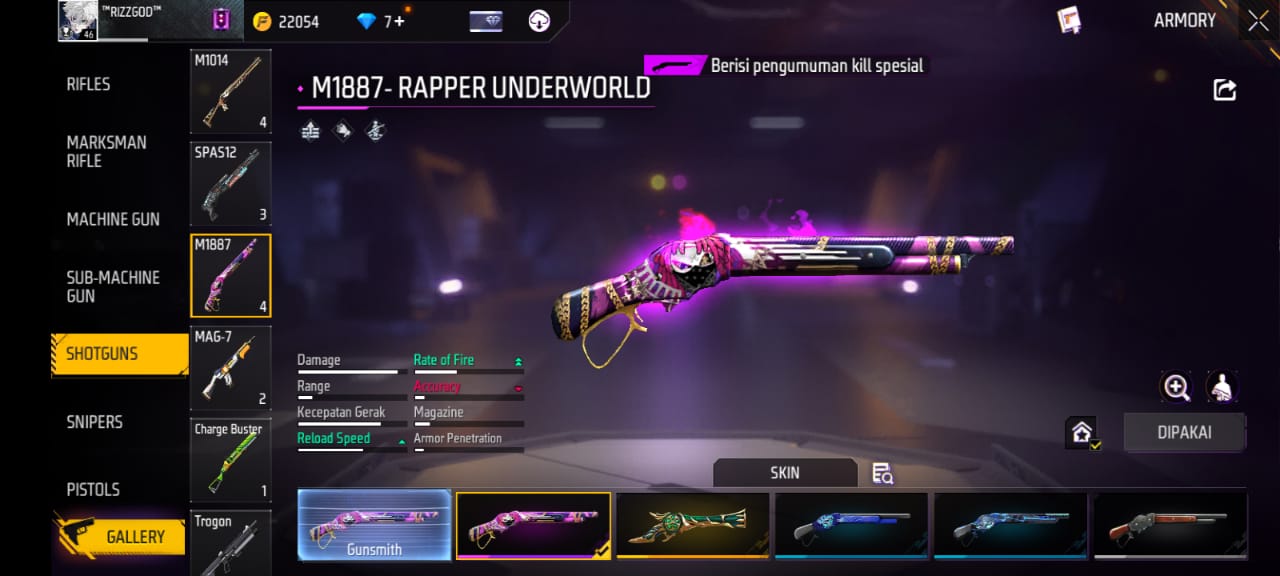 ™RIZZGOD™
46
22054
7+
ARMORY
RIFLES
MARKSMAN
RIFLE
MACHINE GUN
SUB-MACHINE
GUN
SHOTGUNS
SNIPERS
PISTOLS
GALLERY
M1014
4
SPAS12
3
M1887
4
MAG-7
2
Charge Buster
1
Trogon
Berisi pengumuman kill spesial
M1887- RAPPER UNDERWORLD
Damage
Rate of Fire
Range
Accuracy
Kecepatan Gerak
Magazine
Reload Speed
Armor Penetration
DIPAKAI
SKIN
Gunsmith